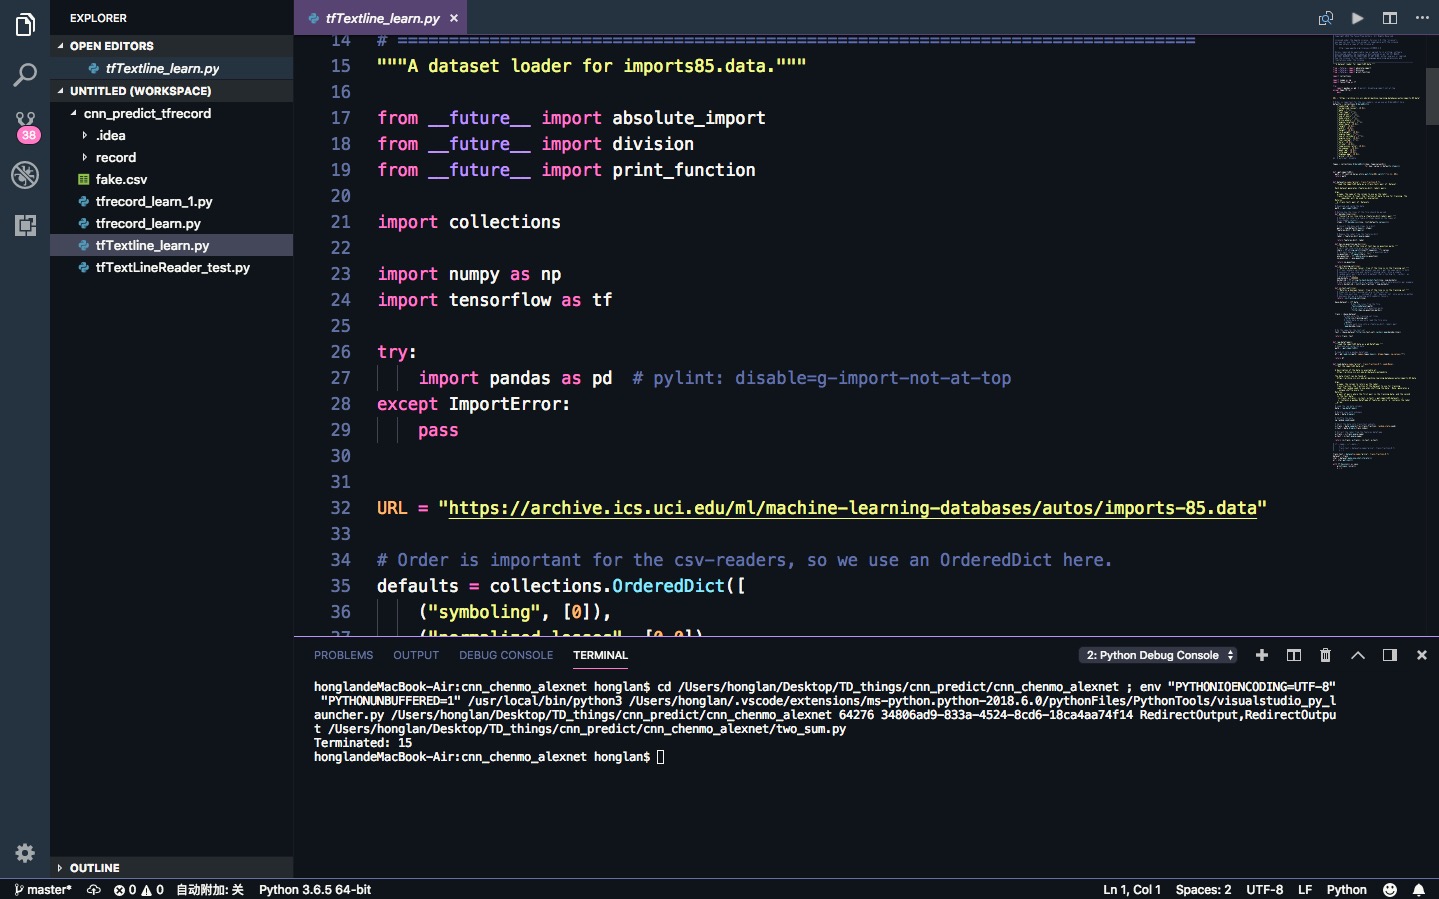 EXPLORER
OPEN EDITORS
tfTextline_learn.py
UNTITLED (WORKSPACE)
cnn_predict_tfrecord
.idea
record
fake.csv
tfrecord_learn_1.py
tfrecord_learn.py
tfTextline_learn.py
tfTextLineReader_test.py
OUTLINE
38
tfTextline_learn.py ×
14 # ==============================================================================
15 """A dataset loader for imports85.data."""
16
17 from __future__ import absolute_import
18 from __future__ import division
19 from __future__ import print_function
20
21 import collections
22
23 import numpy as np
24 import tensorflow as tf
25
26 try:
27 import pandas as pd # pylint: disable=g-import-not-at-top
28 except ImportError:
29 pass
30
31
32 URL = "https://archive.ics.uci.edu/ml/machine-learning-databases/autos/imports-85.data"
33
34 # Order is important for the csv-readers, so we use an OrderedDict here.
35 defaults = collections.OrderedDict([
36 ("symboling", [0]),
37 ("normalized-losses", [0.0]),
PROBLEMS OUTPUT DEBUG CONSOLE TERMINAL 2: Python Debug Console
honglandeMacBook-Air:cnn_chenmo_alexnet honglan$ cd /Users/honglan/Desktop/TD_things/cnn_predict/cnn_chenmo_alexnet ; env "PYTHONIOENCODING=UTF-8"
"PYTHONUNBUFFERED=1" /usr/local/bin/python3 /Users/honglan/.vscode/extensions/ms-python.python-2018.6.0/pythonFiles/PythonTools/visualstudio_py_l
auncher.py /Users/honglan/Desktop/TD_things/cnn_predict/cnn_chenmo_alexnet 64276 34806ad9-833a-4524-8cd6-18ca4aa74f14 RedirectOutput,RedirectOutpu
t /Users/honglan/Desktop/TD_things/cnn_predict/cnn_chenmo_alexnet/two_sum.py
Terminated: 15
honglandeMacBook-Air:cnn_chenmo_alexnet honglan$
master* 0 0 自动附加: 关 Python 3.6.5 64-bit Ln 1, Col 1 Spaces: 2 UTF-8 LF Python